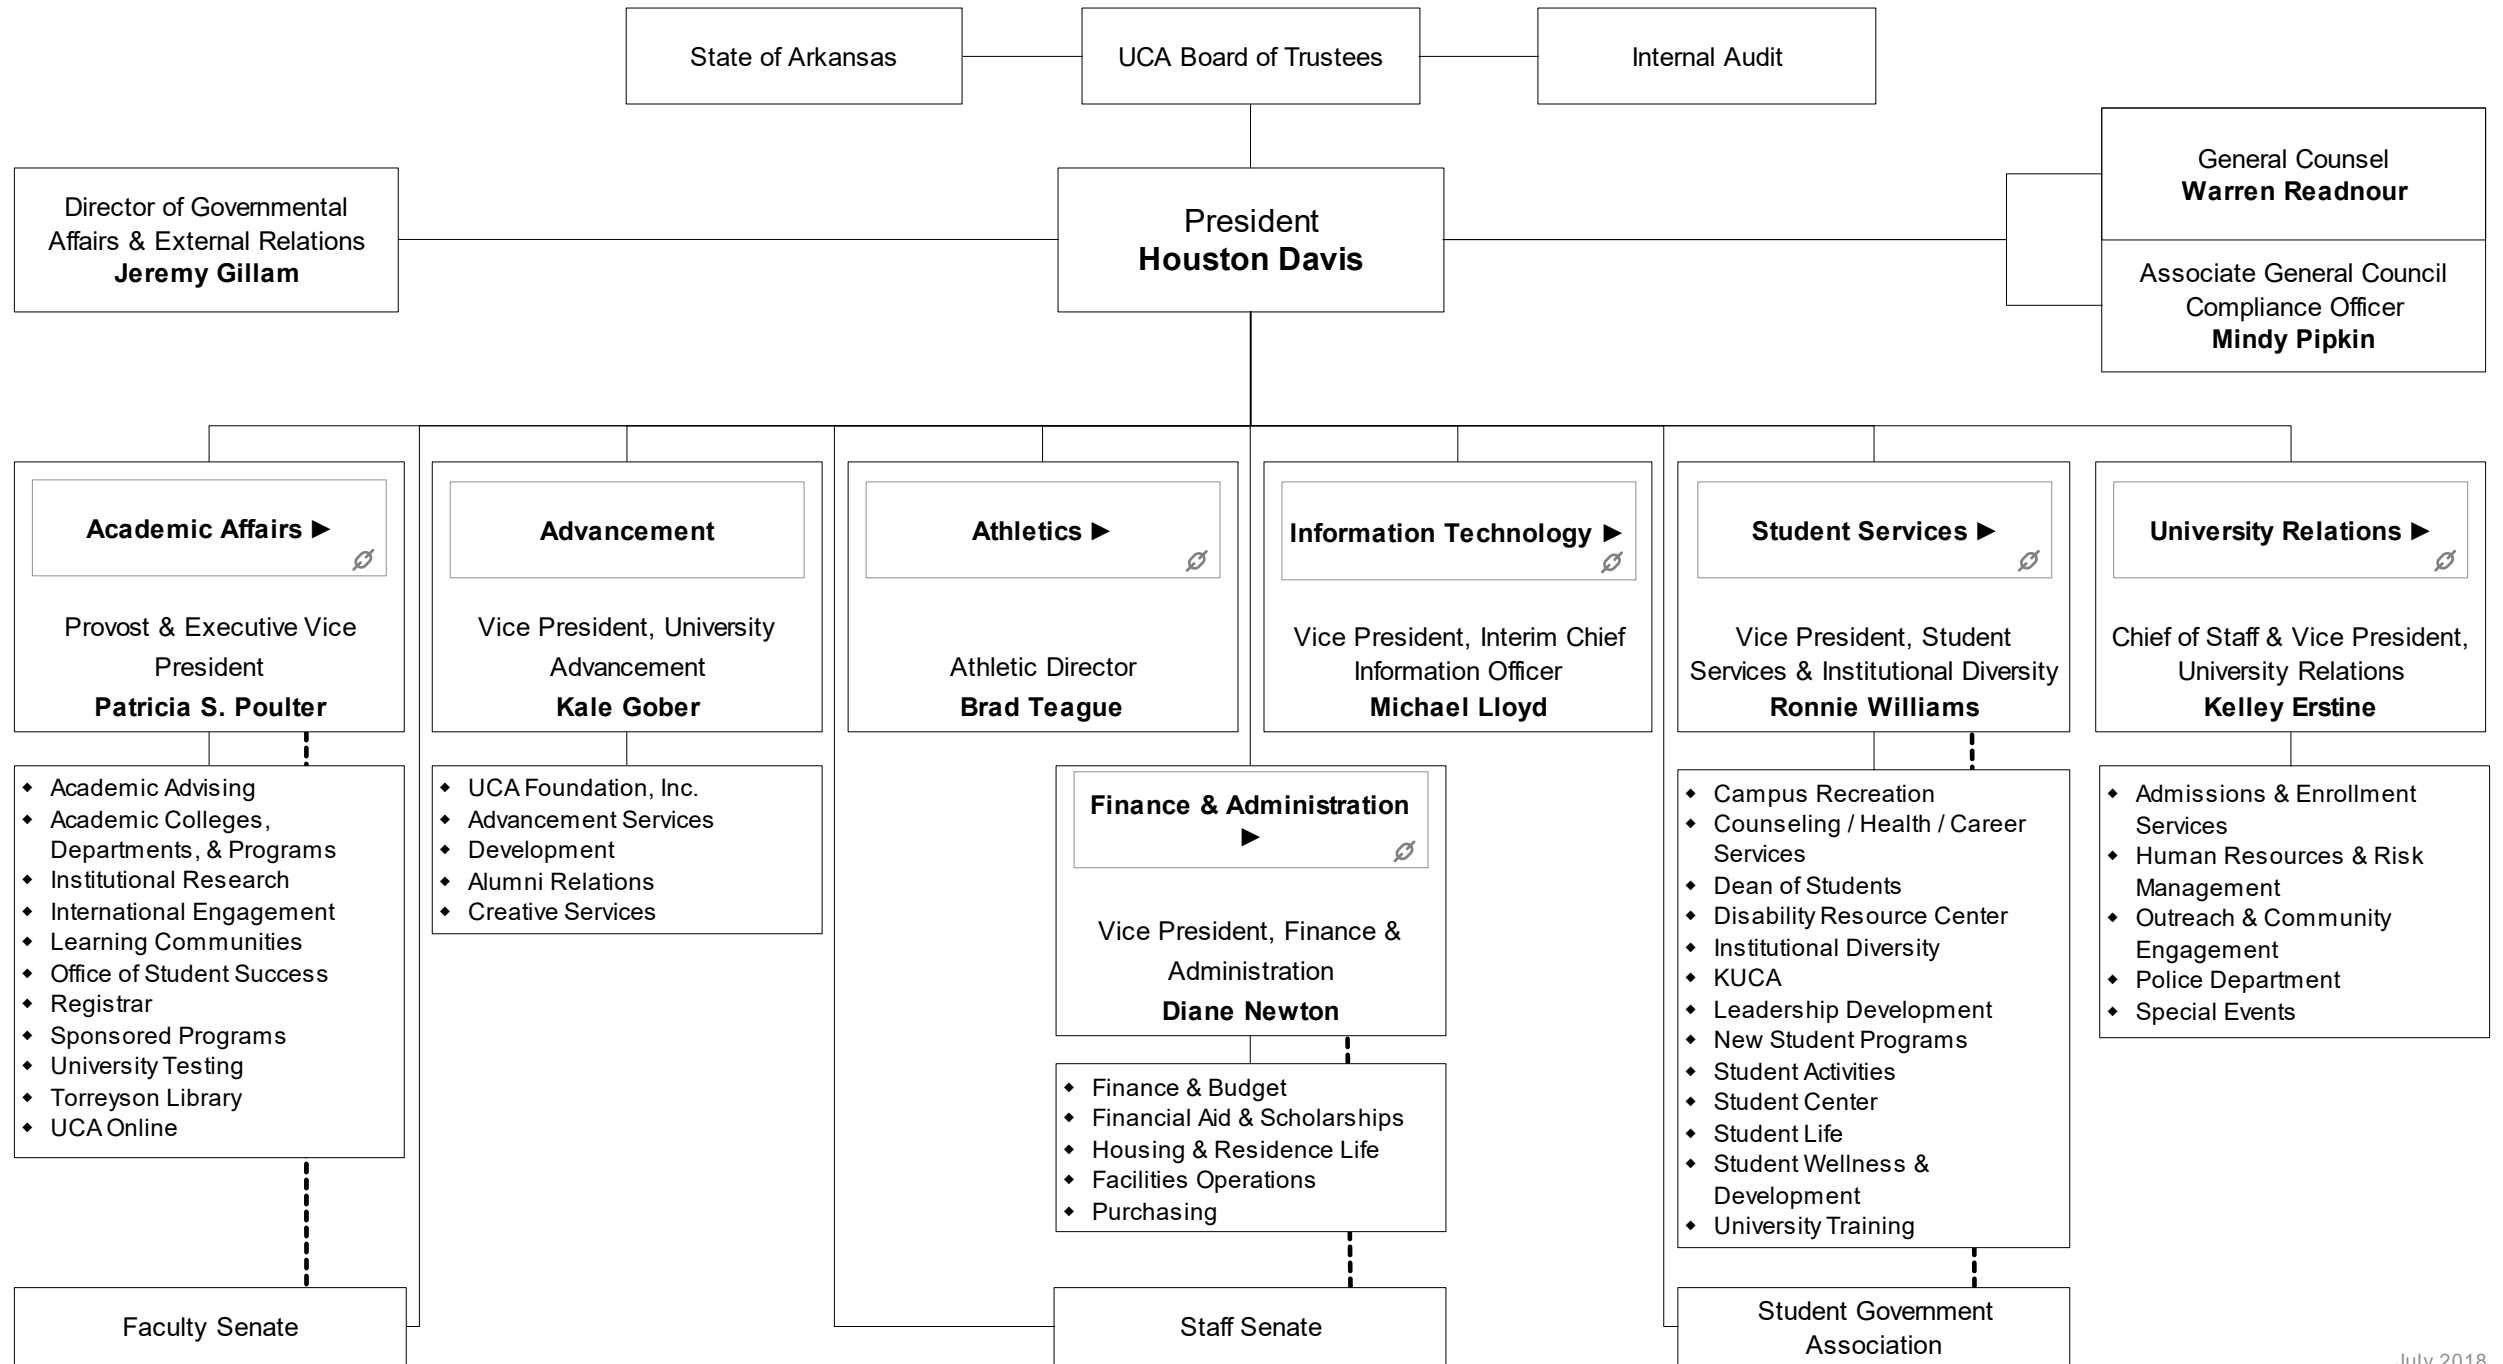 State of Arkansas
UCA Board of Trustees
Internal Audit
Director of Governmental
Affairs & External Relations
Jeremy Gillam
President
Houston Davis
General Counsel
Warren Readnour
Associate General Council
Compliance Officer
Mindy Pipkin
Academic Affairs ►
Provost & Executive Vice
President
Patricia S. Poulter
◆ Academic Advising
◆ Academic Colleges,
Departments, & Programs
◆ Institutional Research
◆ International Engagement
◆ Learning Communities
◆ Office of Student Success
◆ Registrar
◆ Sponsored Programs
◆ University Testing
◆ Torreyson Library
◆ UCA Online
Faculty Senate
Advancement
Vice President, University
Advancement
Kale Gober
◆ UCA Foundation, Inc.
◆ Advancement Services
◆ Development
◆ Alumni Relations
◆ Creative Services
Athletics ►
Athletic Director
Brad Teague
Finance & Administration
►
Vice President, Finance &
Administration
Diane Newton
◆ Finance & Budget
◆ Financial Aid & Scholarships
◆ Housing & Residence Life
◆ Facilities Operations
◆ Purchasing
Staff Senate
Information Technology ►
Vice President, Interim Chief
Information Officer
Michael Lloyd
Student Services ►
Vice President, Student
Services & Institutional Diversity
Ronnie Williams
◆ Campus Recreation
◆ Counseling / Health / Career
Services
◆ Dean of Students
◆ Disability Resource Center
◆ Institutional Diversity
◆ KUCA
◆ Leadership Development
◆ New Student Programs
◆ Student Activities
◆ Student Center
◆ Student Life
◆ Student Wellness &
Development
◆ University Training
Student Government
Association
University Relations ►
Chief of Staff & Vice President,
University Relations
Kelley Erstine
◆ Admissions & Enrollment
Services
◆ Human Resources & Risk
Management
◆ Outreach & Community
Engagement
◆ Police Department
◆ Special Events
July 2018